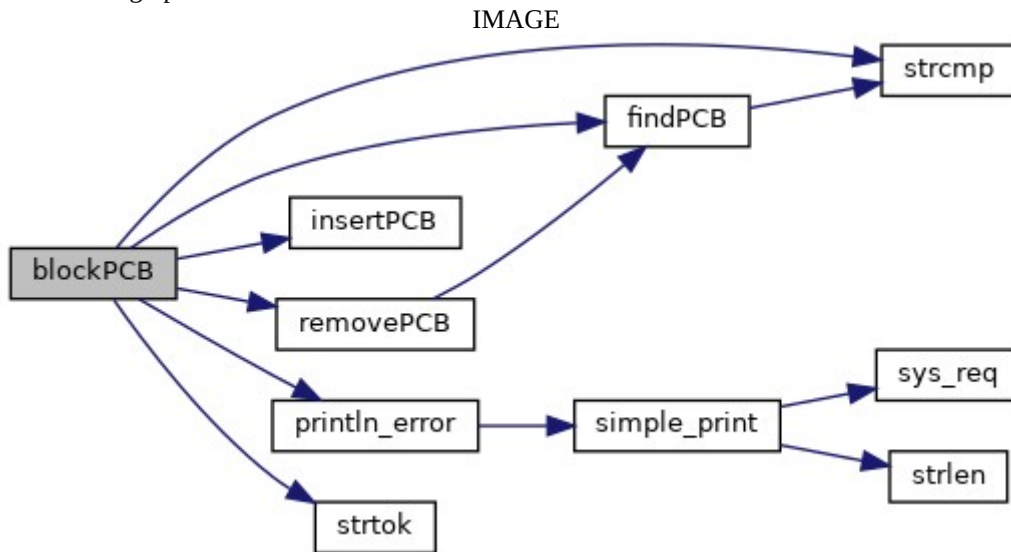 IMAGE
strcmp
findPCB
insertPCB
blockPCB
removePCB
sys_req
println_error
simple_print
strlen
strtok